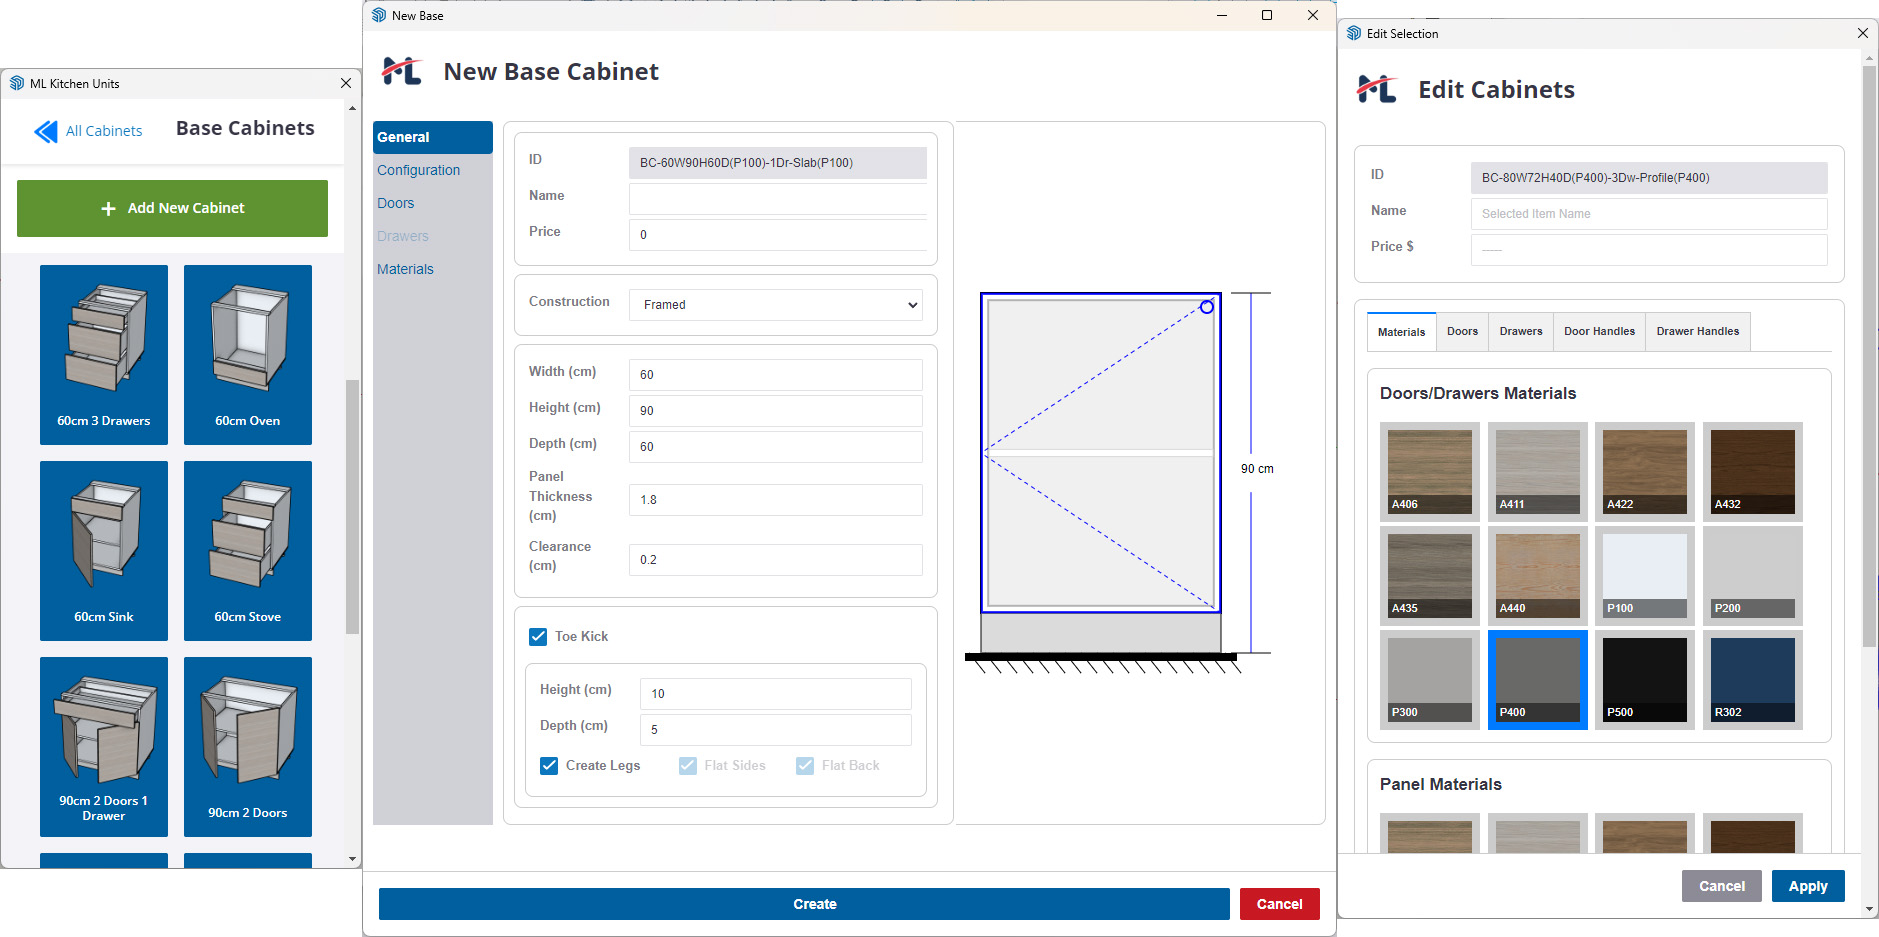 ML Kitchen Units
All Cabinets
Base Cabinets
+ Add New Cabinet
60cm 3 Drawers
60cm Oven
60cm Sink
60cm Stove
90cm 2 Doors 1
Drawer
90cm 2 Doors
New Base
ML
New Base Cabinet
General
Configuration
Doors
Drawers
Materials
ID
BC-60W90H60D(P100)-1Dr-Slab(P100)
Name
Price
0
Construction
Framed
Width (cm)
60
Height (cm)
90
Depth (cm)
60
Panel
Thickness
(cm)
1.8
Clearance
(cm)
0.2
Toe Kick
Height (cm)
10
Depth (cm)
5
Create Legs
Flat Sides
Flat Back
90 cm
Create
Cancel
Edit Selection
ML
Edit Cabinets
ID
BC-80W72H40D(P400)-3Dw-Profile(P400)
Name
Selected Item Name
Price $
-----
Materials
Doors
Drawers
Door Handles
Drawer Handles
Doors/Drawers Materials
A406
A411
A422
A432
A435
A440
P100
P200
P300
P400
P500
R302
Panel Materials
Cancel
Apply